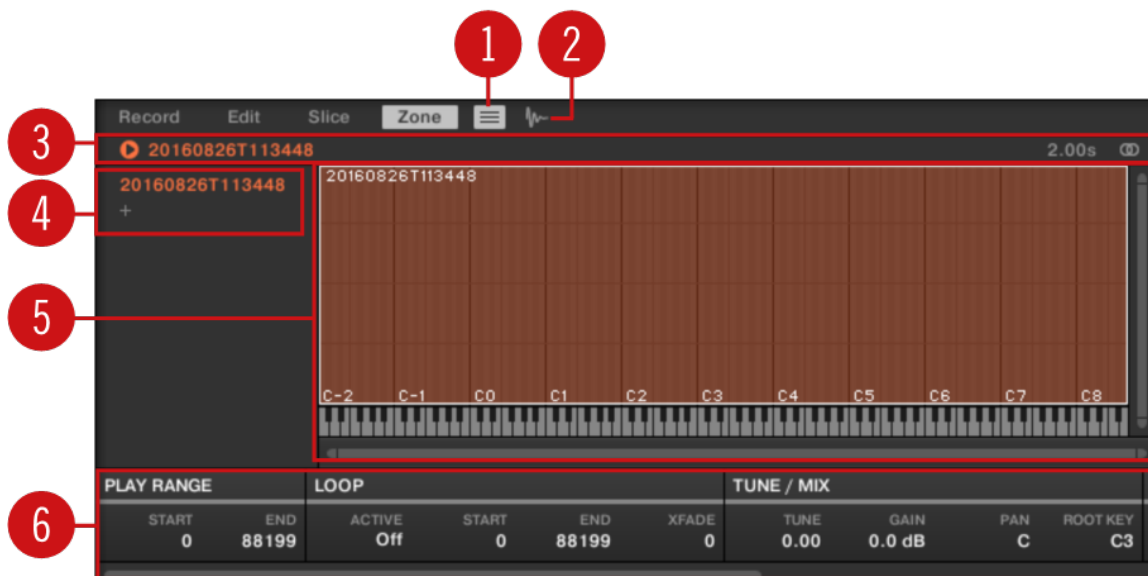 1 2
Record Edit Slice Zone
3
20160826T113448 2.00s
4
20160826T113448
+
20160826T113448
5
C-2 C-1 C0 C1 C2 C3 C4 C5 C6 C7 C8
6
PLAY RANGE LOOP TUNE / MIX
START END ACTIVE START END XFADE TUNE GAIN PAN ROOT KEY
0 88199 Off 0 88199 0 0.00 0.0 dB C C3